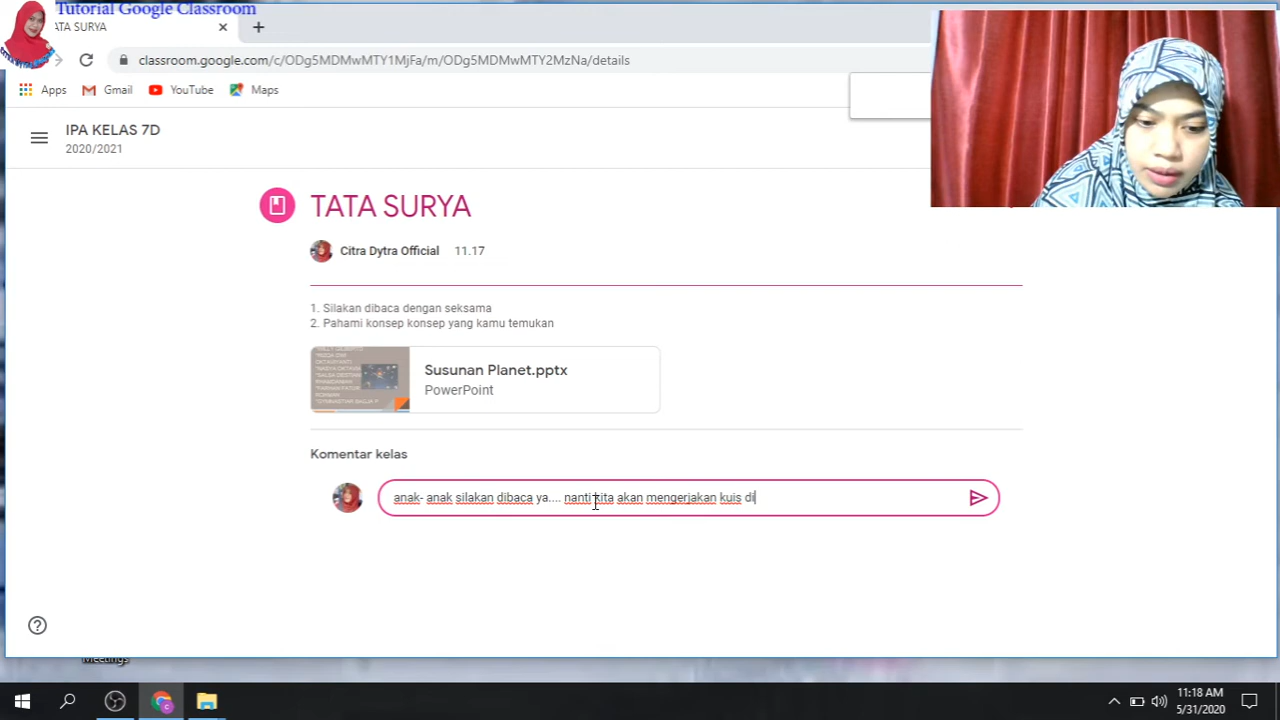 Tutorial Google Classroom
ATA SURYA
classroom.google.com/c/ODg5MDMwMTY1MjFa/m/ODg5MDMwMTY2MzNa/details
Apps
Gmail
YouTube
Maps
IPA KELAS 7D
2020/2021
TATA SURYA
Citra Dytra Official 11.17
1. Silakan dibaca dengan seksama
2. Pahami konsep konsep yang kamu temukan
Susunan Planet.pptx
PowerPoint
Komentar kelas
anak- anak silakan dibaca ya.... nanti kita akan mengerjakan kuis di
Meetings
11:18 AM
5/31/2020